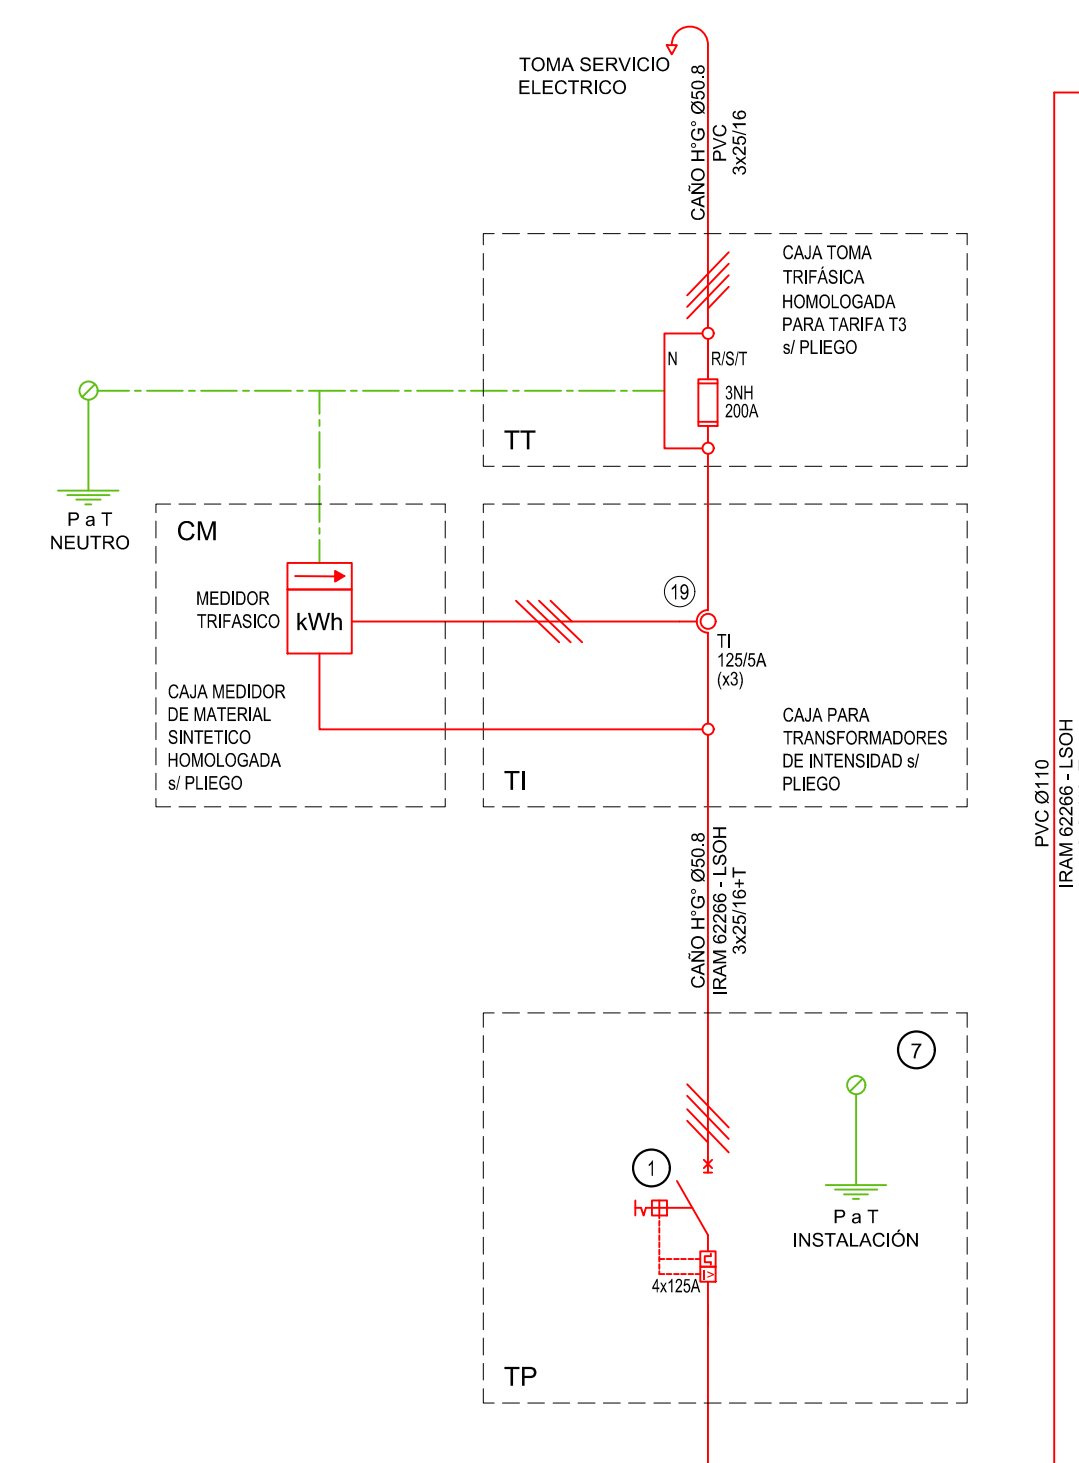 TOMA SERVICIO
ELECTRICO
CAÑO H°G° Ø50.8
PVC
3x25/16
CAJA TOMA
TRIFÁSICA
HOMOLOGADA
PARA TARIFA T3
s/ PLIEGO
N
R/S/T
3NH
200A
TT
P a T
NEUTRO
CM
MEDIDOR
TRIFASICO
kWh
CAJA MEDIDOR
DE MATERIAL
SINTETICO
HOMOLOGADA
s/ PLIEGO
19
TI
125/5A
(x3)
CAJA PARA
TRANSFORMADORES
DE INTENSIDAD s/
PLIEGO
TI
CAÑO H°G° Ø50.8
IRAM 62266 - LSOH
3x25/16+T
PVC Ø110
IRAM 62266 - LSOH
7
1
P a T
INSTALACIÓN
I>
4x125A
TP